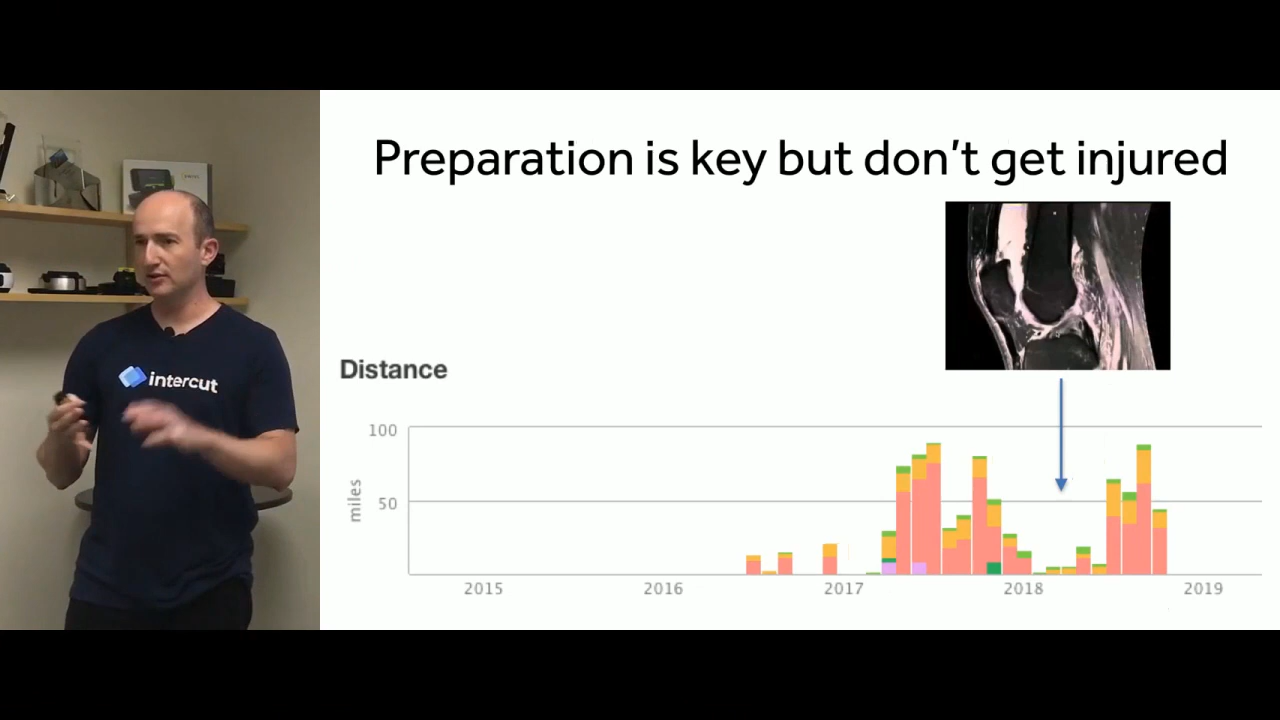 Preparation is key but don't get injured
intercut
Distance
100
miles
50
2015
2016
2017
2018
2019